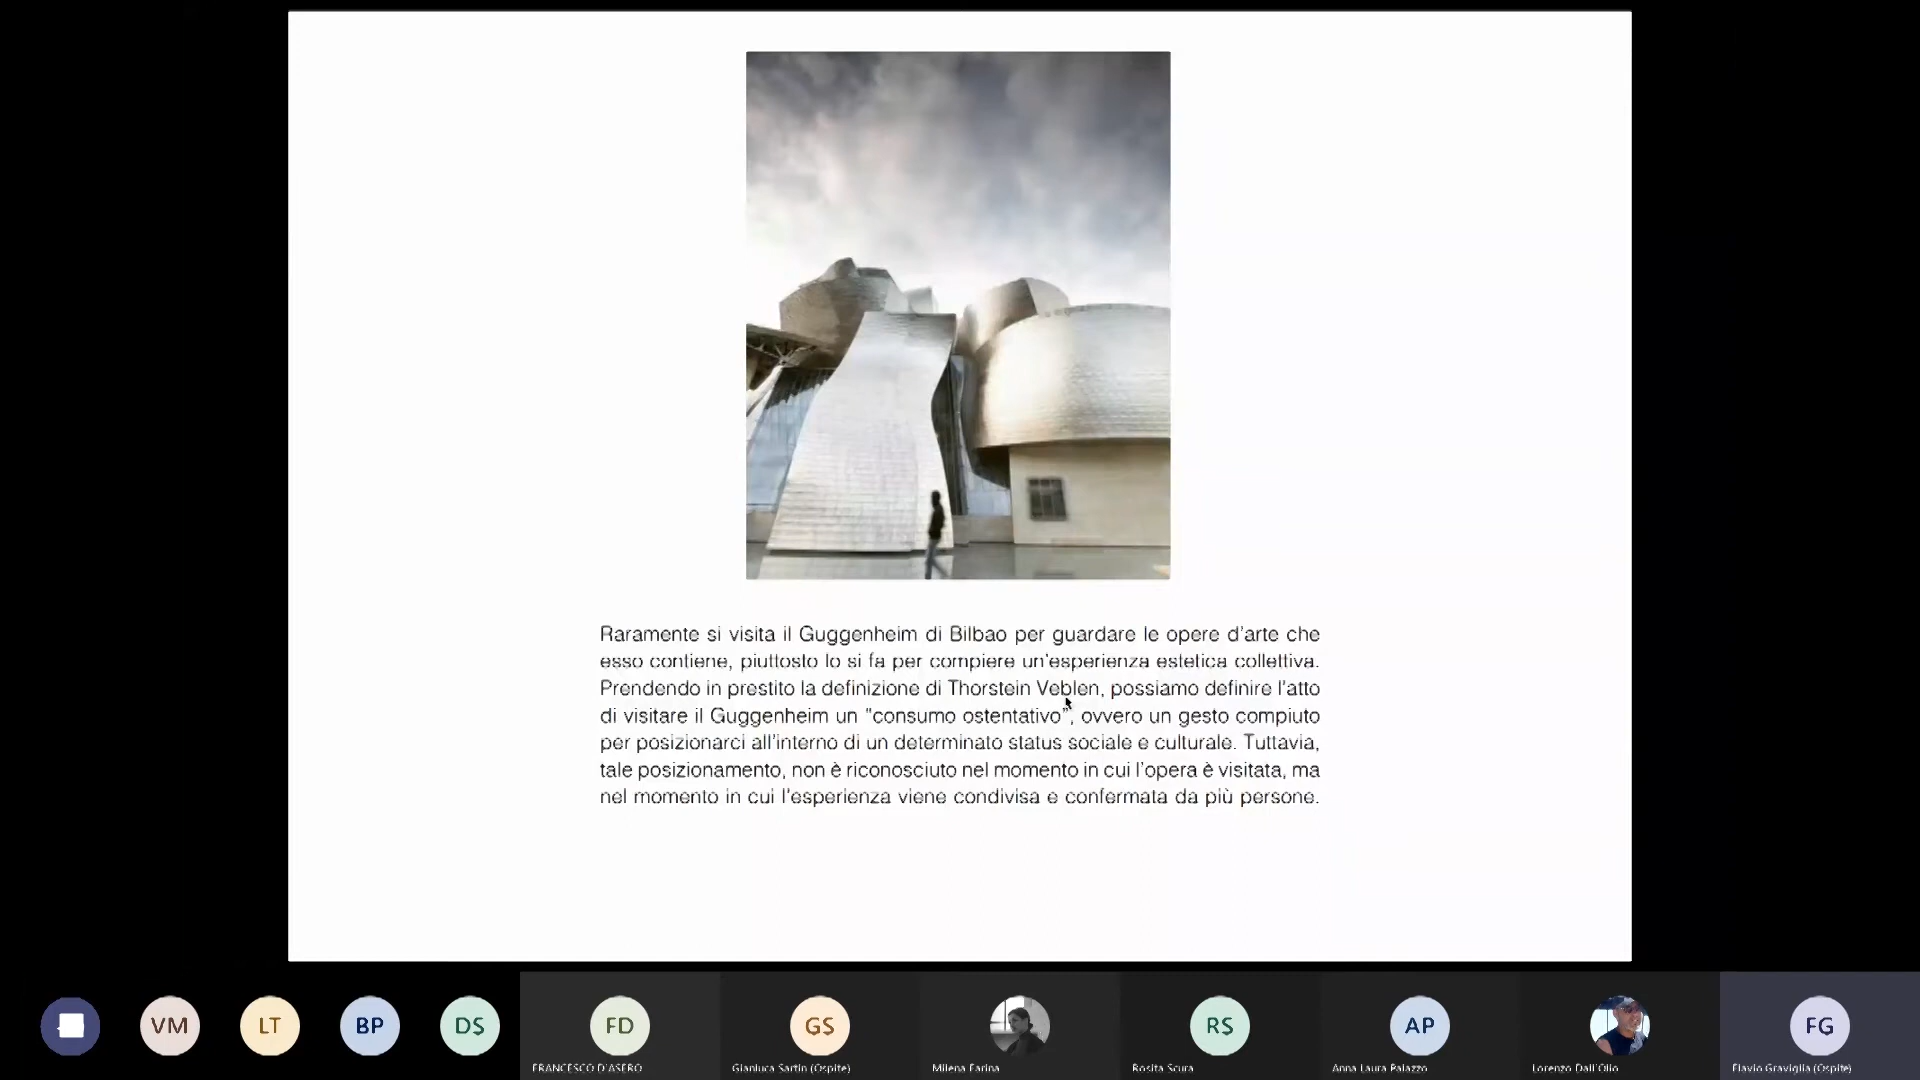 Raramente si visita il Guggenheim di Bilbao per guardare le opere d'arte che
esso contiene, piuttosto lo si fa per compiere un'esperienza estetica collettiva.
Prendendo in prestito la definizione di Thorstein Veblen, possiamo definire l'atto
di visitare il Guggenheim un "consumo ostentativo", ovvero un gesto compiuto
per posizionarci all'interno di un determinato status sociale e culturale. Tuttavia,
tale posizionamento, non è riconosciuto nel momento in cui l'opera è visitata, ma
nel momento in cui l'esperienza viene condivisa e confermata da più persone.
VM LT BP DS FD GS RS AP FG
FRANCESCO D'ASERO Gianluca Sartin (Ospite) Milena Farina Rosita Scura Anna Laura Palazzo Lorenzo Dall'Olio Flavio Graviglia (Ospite)